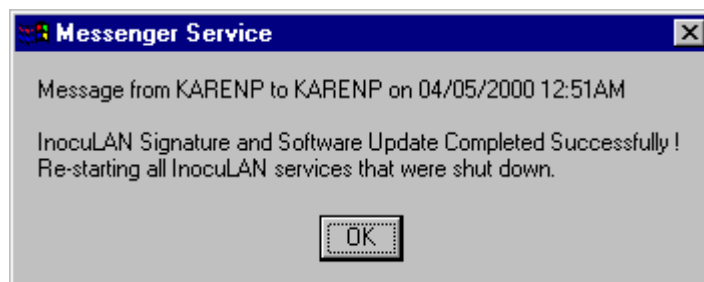 Messenger Service
Message from KARENP to KARENP on 04/05/2000 12:51AM
InocuLAN Signature and Software Update Completed Successfully !
Re-starting all InocuLAN services that were shut down.
OK